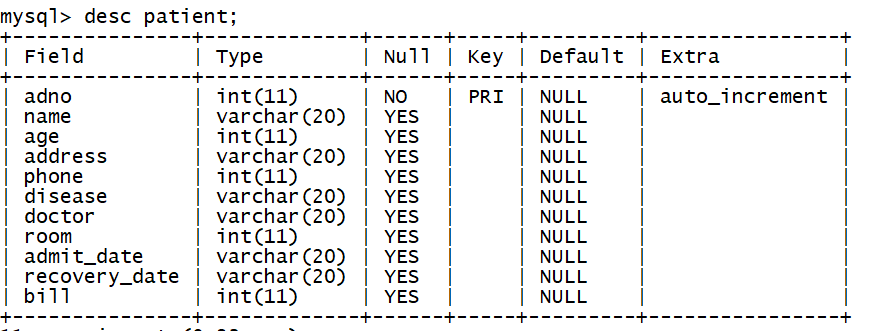 mysql> desc patient;
+---------------+-------------+------+-----+---------+----------------+
| Field         | Type        | Null | Key | Default | Extra          |
+---------------+-------------+------+-----+---------+----------------+
| adno          | int(11)     | NO   | PRI | NULL    | auto_increment |
| name          | varchar(20) | YES  |     | NULL    |                |
| age           | int(11)     | YES  |     | NULL    |                |
| address       | varchar(20) | YES  |     | NULL    |                |
| phone         | int(11)     | YES  |     | NULL    |                |
| disease       | varchar(20) | YES  |     | NULL    |                |
| doctor        | varchar(20) | YES  |     | NULL    |                |
| room          | int(11)     | YES  |     | NULL    |                |
| admit_date    | varchar(20) | YES  |     | NULL    |                |
| recovery_date | varchar(20) | YES  |     | NULL    |                |
| bill          | int(11)     | YES  |     | NULL    |                |
+---------------+-------------+------+-----+---------+----------------+